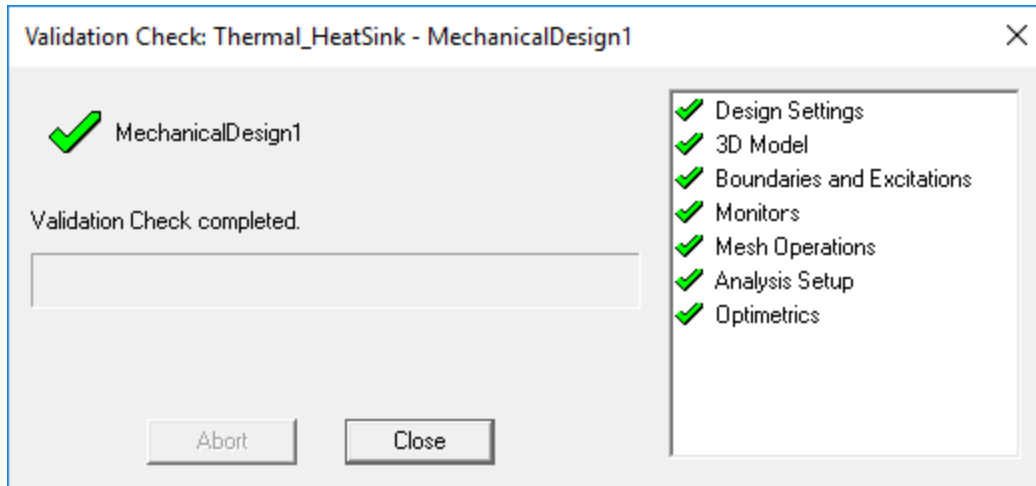 Validation Check: Thermal_HeatSink - MechanicalDesign1
MechanicalDesign1
Validation Check completed.
Abort
Close
Design Settings
3D Model
Boundaries and Excitations
Monitors
Mesh Operations
Analysis Setup
Optimetrics